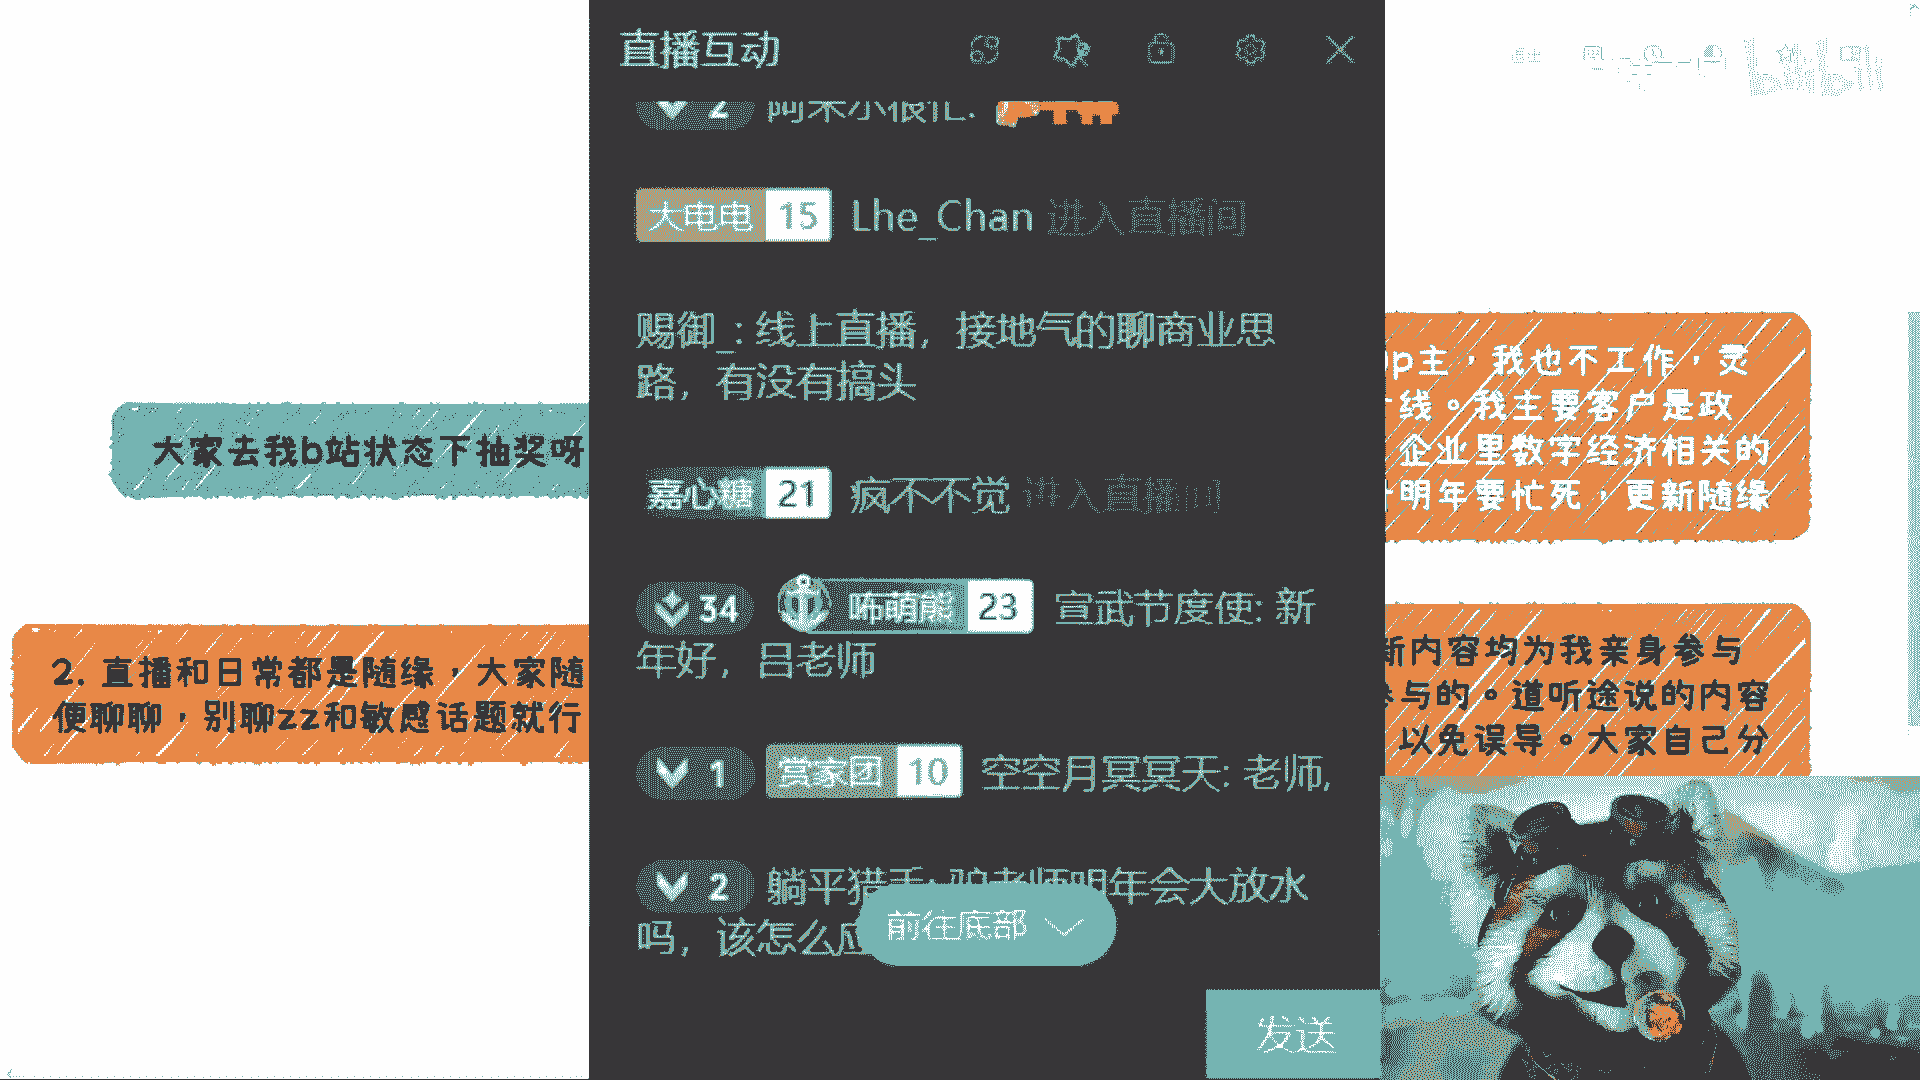 直播互动
2 阿呆小很忙:
大电电 15 Lhe_Chan 进入直播间
赐御_: 线上直播，接地气的聊商业思
路，有没有搞头
嘉心糖 21 疯不不觉 进入直播间
34 咘萌熊 23 宣武节度使: 新
年好，吕老师
1 赏家团 10 空空月冥冥天: 老师,
2 躺平猎手: 驴老师明年会大放水
吗，该怎么应
前往底部
发送
大家去我b站状态下抽奖呀
2. 直播和日常都是随缘，大家随
便聊聊，别聊zz和敏感话题就行
p主，我也不工作，灵
线。我主要客户是政
企业里数字经济相关的
明年要忙死，更新随缘
新内容均为我亲身参与
参与的。道听途说的内容
以免误导。大家自己分
bilibili